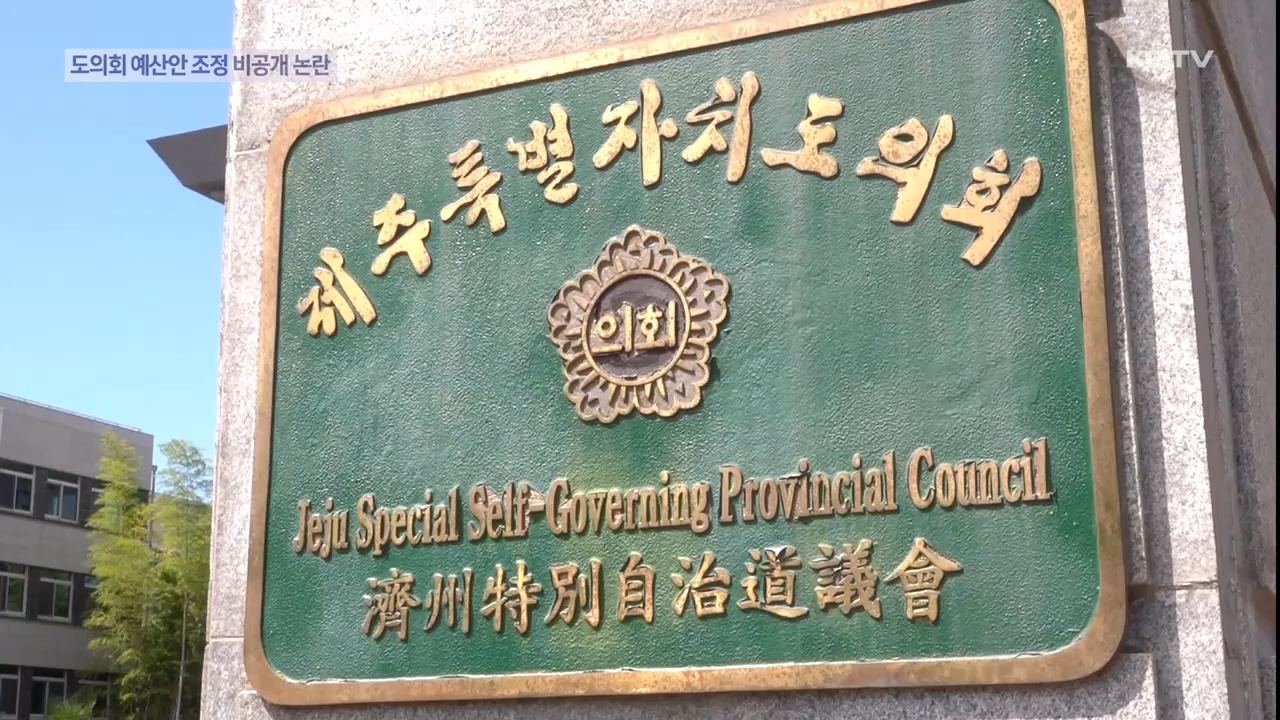 도의회 예산안 조정 비공개 논란
제주특별자치도의회
의회
Jeju Special Self-Governing Provincial Council
濟州特別自治道議會